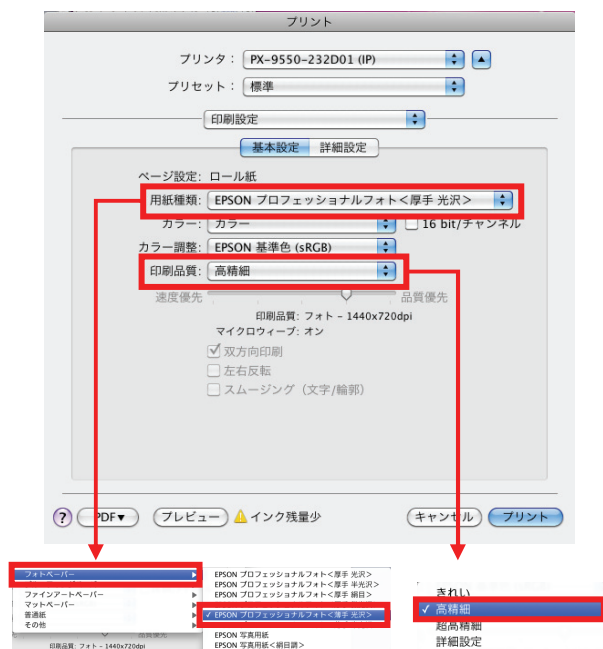 プリント
プリンタ： PX-9550-232D01 (IP)
プリセット： 標準
印刷設定
基本設定 詳細設定
ページ設定: ロール紙
用紙種類: EPSON プロフェッショナルフォト＜厚手 光沢＞
カラー: カラー 16 bit/チャンネル
カラー調整: EPSON 基準色 (sRGB)
印刷品質: 高精細
速度優先 品質優先
印刷品質: フォト - 1440x720dpi
マイクロウィーブ: オン
双方向印刷
左右反転
スムージング（文字/輪郭）
? PDF▼ プレビュー インク残量少 キャンセル プリント
フォトペーパー
ファインアートペーパー
マットペーパー
普通紙
その他
品質優先
印刷品質: フォト - 1440x720dpi
EPSON プロフェッショナルフォト＜厚手 光沢＞
EPSON プロフェッショナルフォト＜厚手 半光沢＞
EPSON プロフェッショナルフォト＜厚手 絹目＞
✓ EPSON プロフェッショナルフォト＜薄手 光沢＞
EPSON 写真用紙
EPSON 写真用紙＜絹目調＞
きれい
✓ 高精細
超高精細
詳細設定